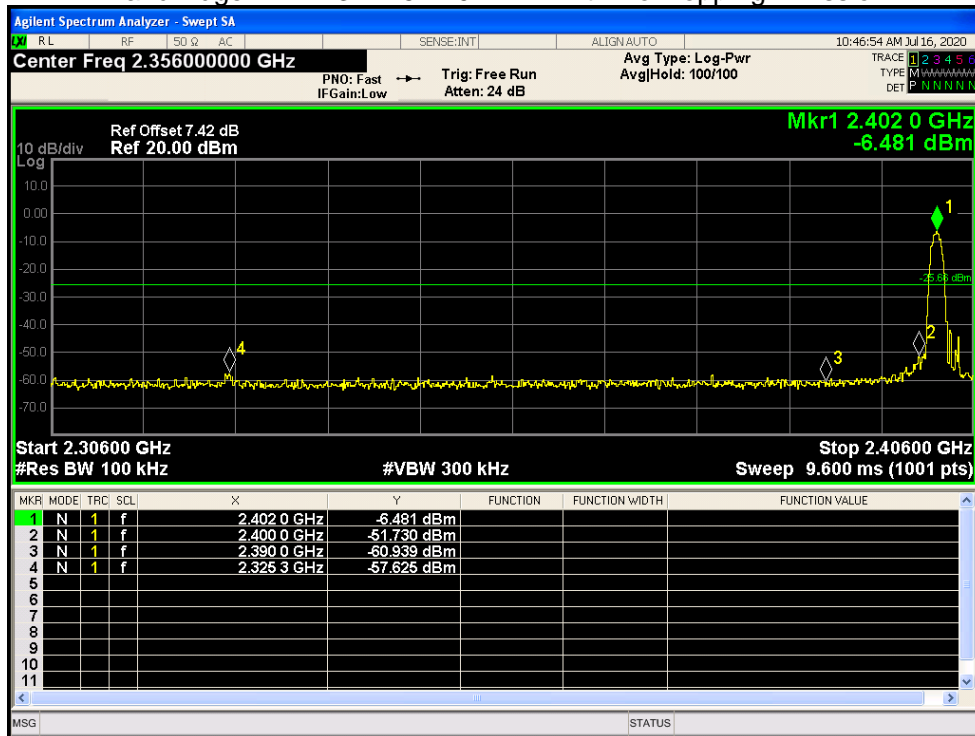 Agilent Spectrum Analyzer - Swept SA
LXI RL RF 50 Ω AC SENSE:INT ALIGN AUTO 10:46:54 AM Jul 16, 2020
Center Freq 2.356000000 GHz
PNO: Fast
IFGain:Low
Trig: Free Run
Atten: 24 dB
Avg Type: Log-Pwr
Avg|Hold: 100/100
TRACE 1 2 3 4 5 6
TYPE M
DET P N N N N N
Mkr1 2.402 0 GHz
-6.481 dBm
Ref Offset 7.42 dB
10 dB/div Ref 20.00 dBm
Log
10.0
0.00
-10.0
-20.0
-30.0
-40.0
-50.0
-60.0
-70.0
1
-25.66 dBm
2
3
4
Start 2.30600 GHz Stop 2.40600 GHz
#Res BW 100 kHz #VBW 300 kHz Sweep 9.600 ms (1001 pts)
MKR MODE TRC SCL X Y FUNCTION FUNCTION WIDTH FUNCTION VALUE
1 N 1 f 2.402 0 GHz -6.481 dBm
2 N 1 f 2.400 0 GHz -51.730 dBm
3 N 1 f 2.390 0 GHz -60.939 dBm
4 N 1 f 2.325 3 GHz -57.625 dBm
5
6
7
8
9
10
11
MSG STATUS